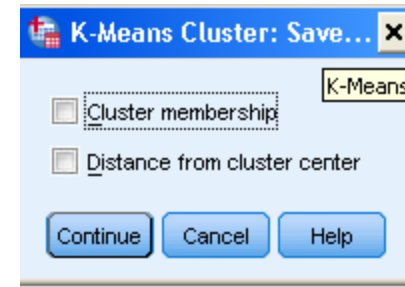 K-Means Cluster: Save...
K-Means
Cluster membership
Distance from cluster center
Continue Cancel Help